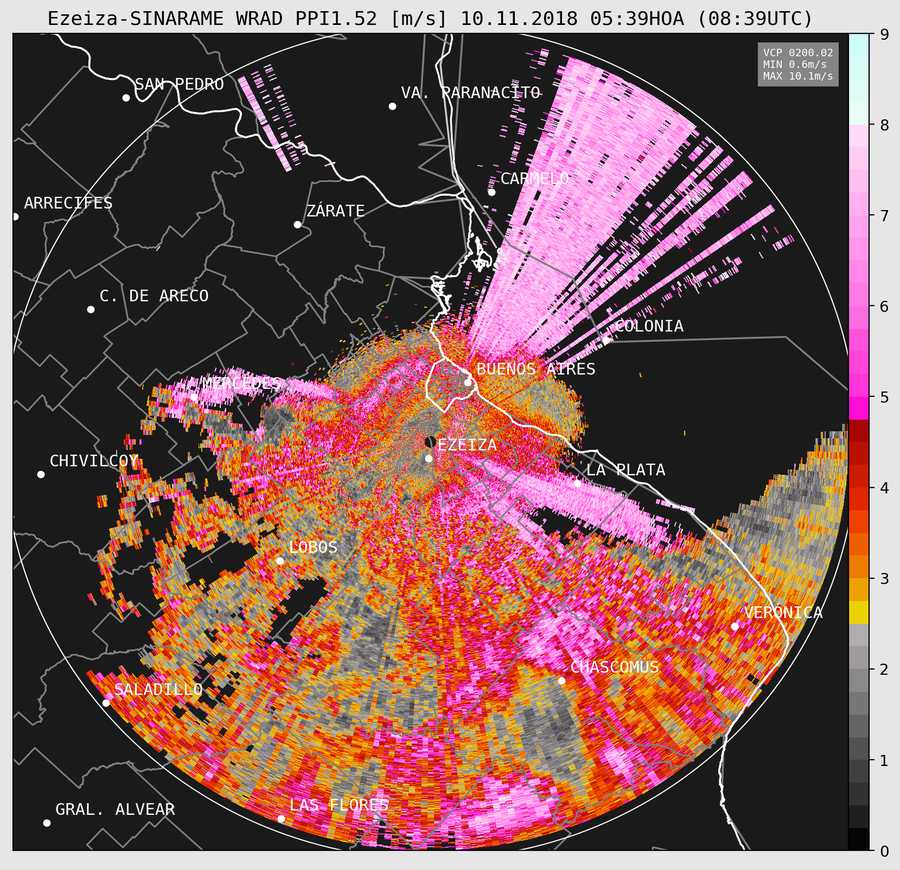 Ezeiza-SINARAME WRAD PPI1.52 [m/s] 10.11.2018 05:39HOA (08:39UTC)
VCP 0200.02
MIN 0.6m/s
MAX 10.1m/s
9
8
7
6
5
4
3
2
1
0
SAN PEDRO
VA. PARANACITO
CARMELO
ARRECIFES
ZÁRATE
C. DE ARECO
COLONIA
BUENOS AIRES
MERCEDES
EZEIZA
CHIVILCOY
LA PLATA
LOBOS
VERÓNICA
CHASCOMUS
SALADILLO
LAS FLORES
GRAL. ALVEAR